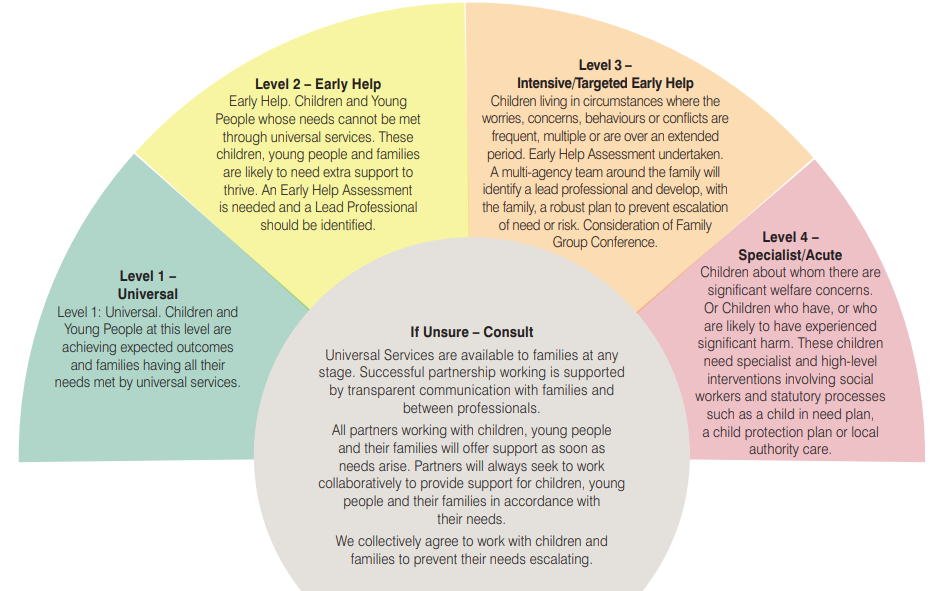 Level 1 –
Universal
Level 1: Universal. Children and
Young People at this level are
achieving expected outcomes
and families having all their
needs met by universal services.
Level 2 – Early Help
Early Help. Children and Young
People whose needs cannot be met
through universal services. These
children, young people and families
are likely to need extra support to
thrive. An Early Help Assessment
is needed and a Lead Professional
should be identified.
Level 3 –
Intensive/Targeted Early Help
Children living in circumstances where the
worries, concerns, behaviours or conflicts are
frequent, multiple or are over an extended
period. Early Help Assessment undertaken.
A multi-agency team around the family will
identify a lead professional and develop, with
the family, a robust plan to prevent escalation
of need or risk. Consideration of Family
Group Conference.
Level 4 –
Specialist/Acute
Children about whom there are
significant welfare concerns.
Or Children who have, or who
are likely to have experienced
significant harm. These children
need specialist and high-level
interventions involving social
workers and statutory processes
such as a child in need plan,
a child protection plan or local
authority care.
If Unsure – Consult
Universal Services are available to families at any
stage. Successful partnership working is supported
by transparent communication with families and
between professionals.
All partners working with children, young people
and their families will offer support as soon as
needs arise. Partners will always seek to work
collaboratively to provide support for children, young
people and their families in accordance with
their needs.
We collectively agree to work with children and
families to prevent their needs escalating.